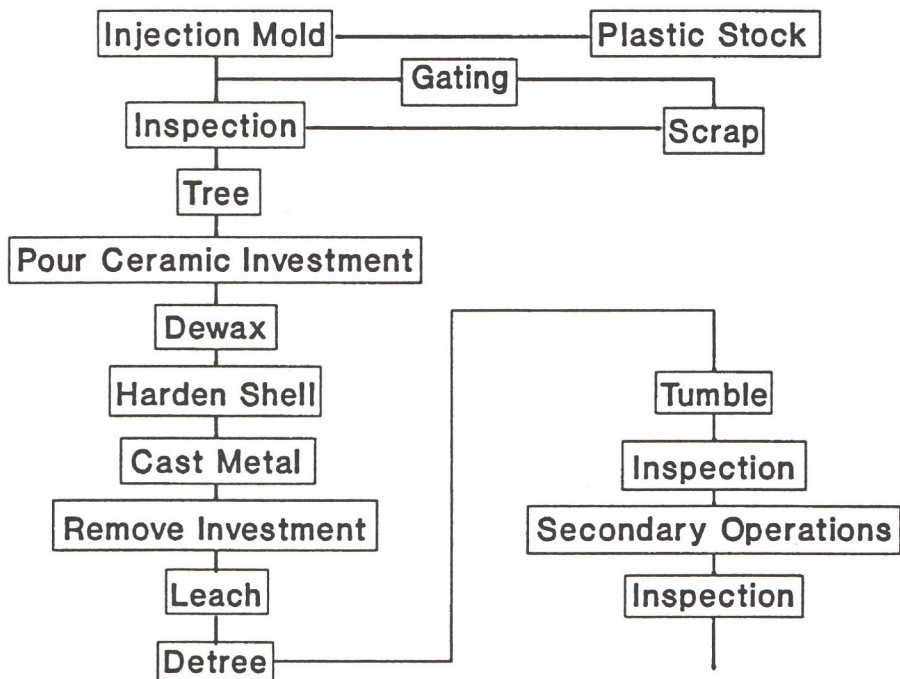 Injection Mold
Plastic Stock
Gating
Inspection
Scrap
Tree
Pour Ceramic Investment
Dewax
Harden Shell
Cast Metal
Remove Investment
Leach
Detree
Tumble
Inspection
Secondary Operations
Inspection